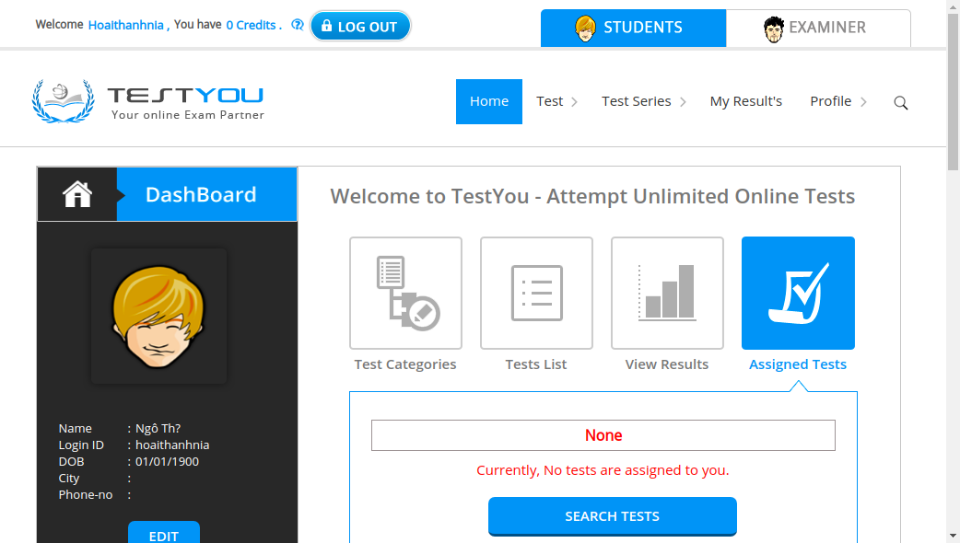 Welcome Hoaithanhnia , You have 0 Credits . LOG OUT
STUDENTS
EXAMINER
TESTYOU
Your online Exam Partner
Home Test Test Series My Result's Profile
DashBoard
Welcome to TestYou - Attempt Unlimited Online Tests
Test Categories
Tests List
View Results
Assigned Tests
Name : Ngô Th?
Login ID : hoaithanhnia
DOB : 01/01/1900
City :
Phone-no :
EDIT
None
Currently, No tests are assigned to you.
SEARCH TESTS